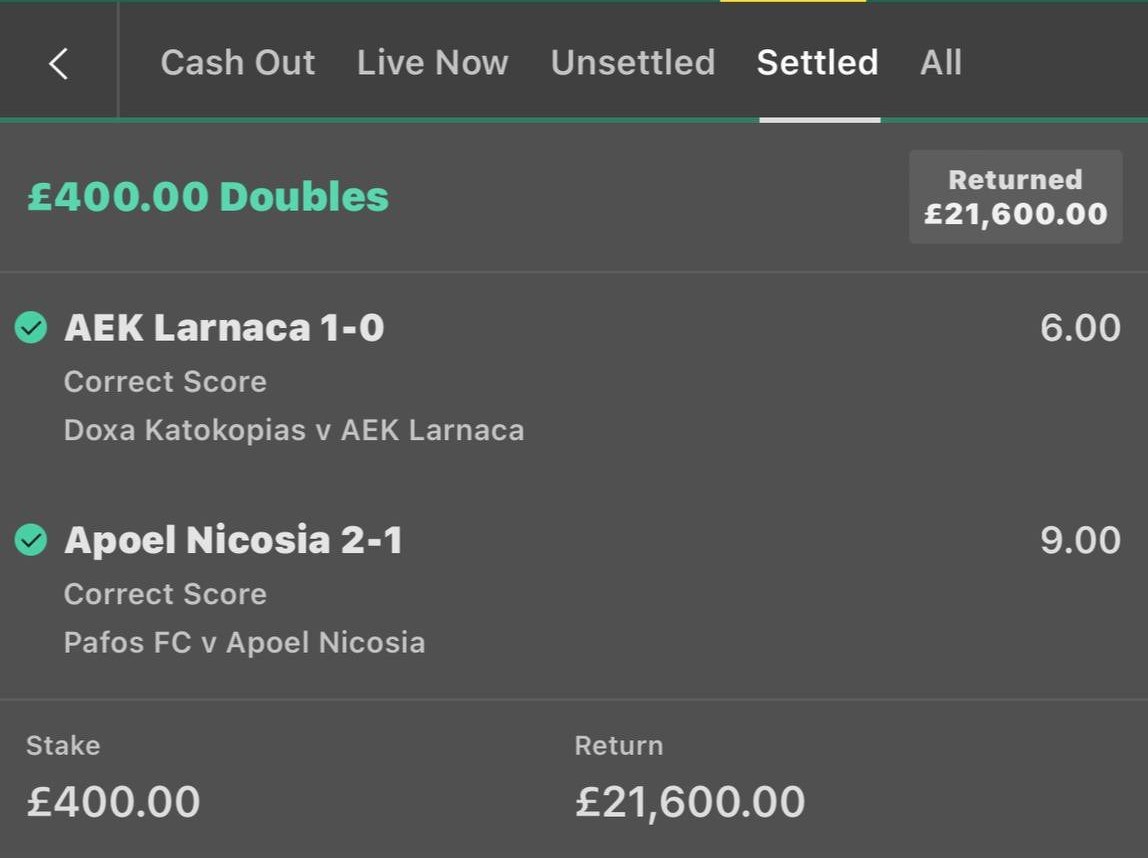 Cash Out Live Now Unsettled Settled All
£400.00 Doubles
Returned
£21,600.00
AEK Larnaca 1-0 6.00
Correct Score
Doxa Katokopias v AEK Larnaca
Apoel Nicosia 2-1 9.00
Correct Score
Pafos FC v Apoel Nicosia
Stake Return
£400.00 £21,600.00